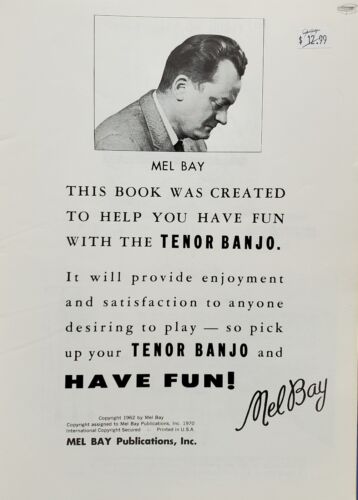 $ 12.99
MEL BAY
THIS BOOK WAS CREATED
TO HELP YOU HAVE FUN
WITH THE TENOR BANJO.
It will provide enjoyment
and satisfaction to anyone
desiring to play — so pick
up your TENOR BANJO and
HAVE FUN!
Mel Bay
Copyright 1962 by Mel Bay
Copyright assigned to Mel Bay Publications, Inc. 1970
International Copyright Secured : Printed in U.S.A.
MEL BAY Publications, Inc.